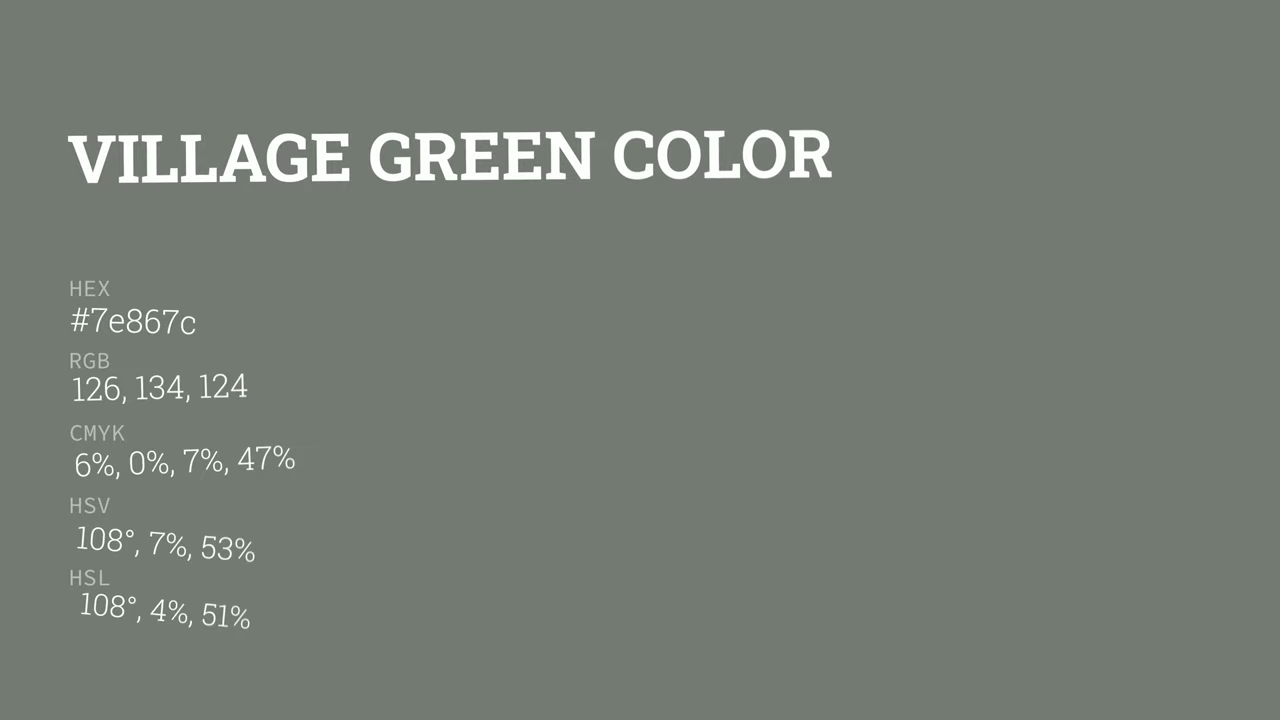 VILLAGE GREEN COLOR
HEX
#7e867c
RGB
126, 134, 124
CMYK
6%, 0%, 7%, 47%
HSV
108°, 7%, 53%
HSL
108°, 4%, 51%